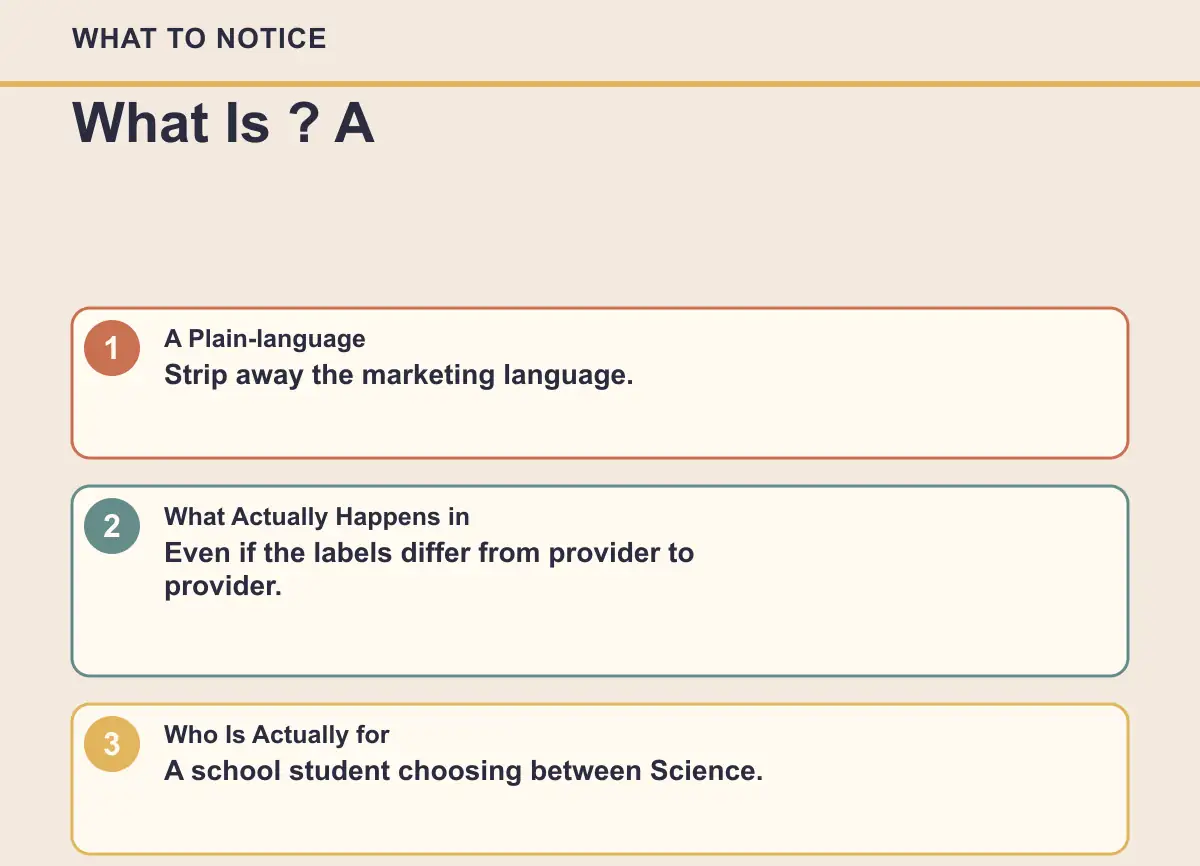 WHAT TO NOTICE
What Is ? A
1
A Plain-language
Strip away the marketing language.
2
What Actually Happens in
Even if the labels differ from provider to
provider.
3
Who Is Actually for
A school student choosing between Science.